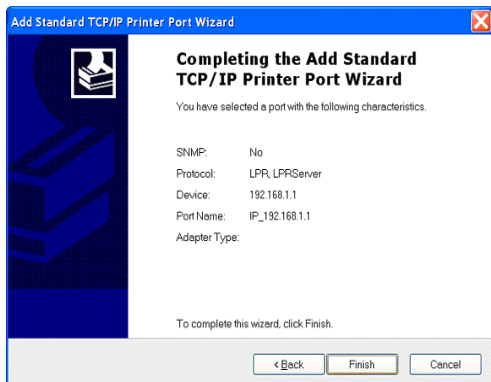 Add Standard TCP/IP Printer Port Wizard
Completing the Add Standard
TCP/IP Printer Port Wizard
You have selected a port with the following characteristics.
SNMP: No
Protocol: LPR, LPRServer
Device: 192.168.1.1
Port Name: IP_192.168.1.1
Adapter Type:
To complete this wizard, click Finish.
< Back Finish Cancel